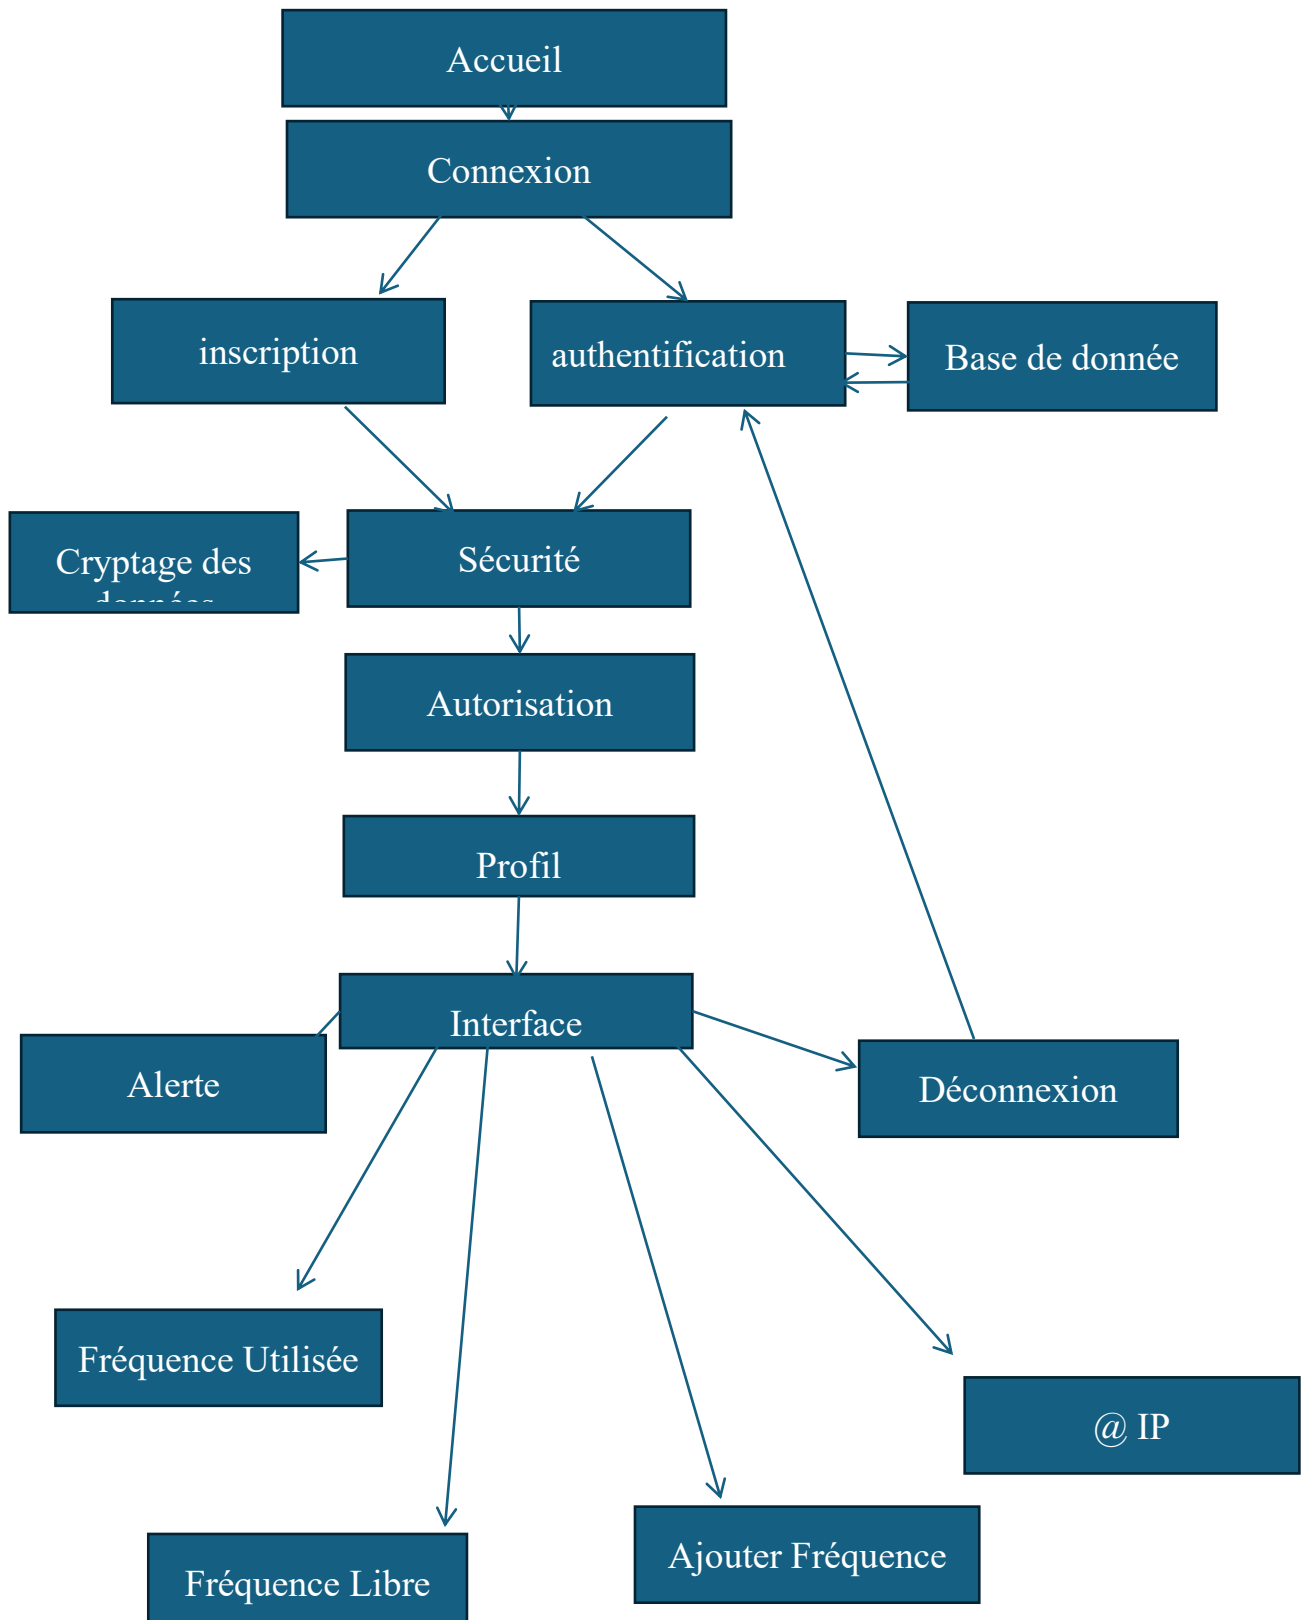 Accueil
Connexion
inscription
authentification
Base de donnée
Cryptage des
données
Sécurité
Autorisation
Profil
Interface
Alerte
Déconnexion
Fréquence Utilisée
@ IP
Ajouter Fréquence
Fréquence Libre